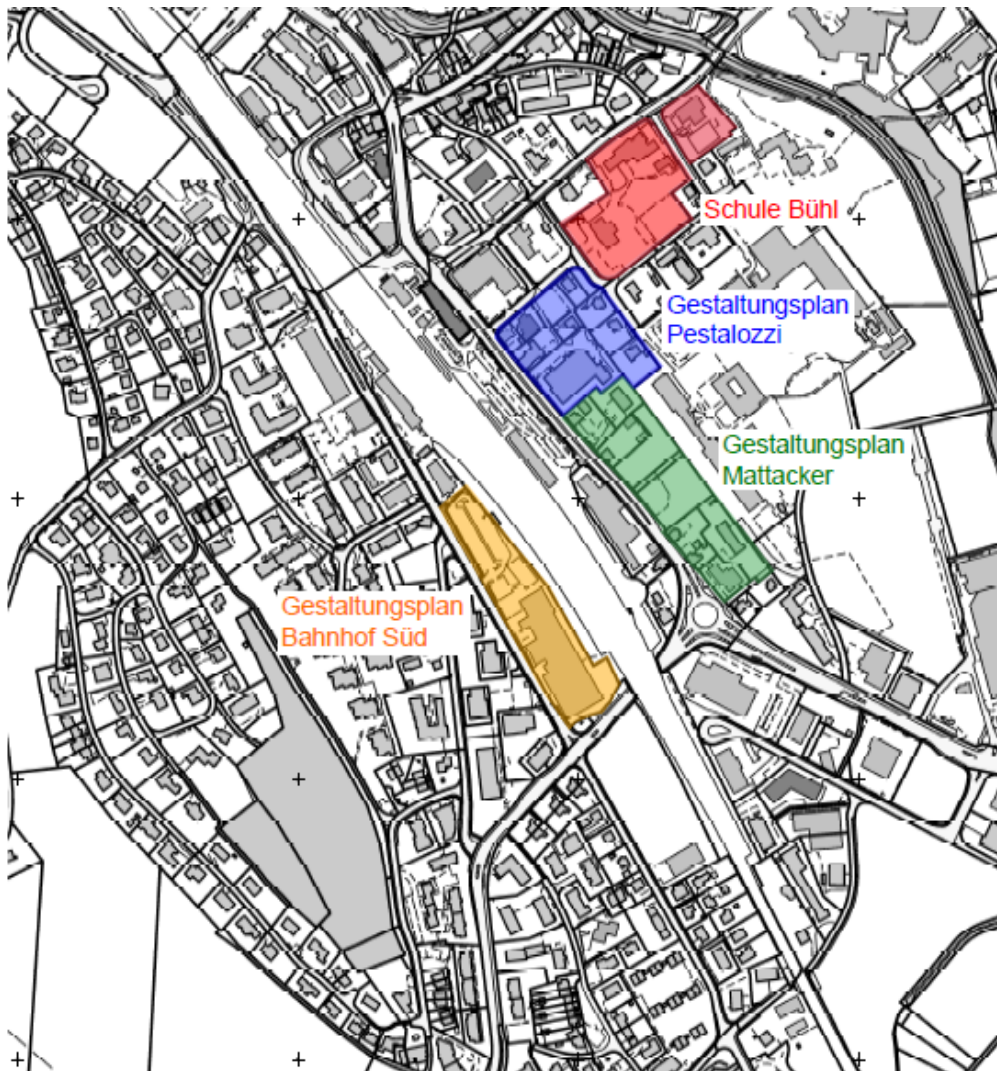 Schule Bühl
Gestaltungsplan
Pestalozzi
Gestaltungsplan
Mattacker
Gestaltungsplan
Bahnhof Süd